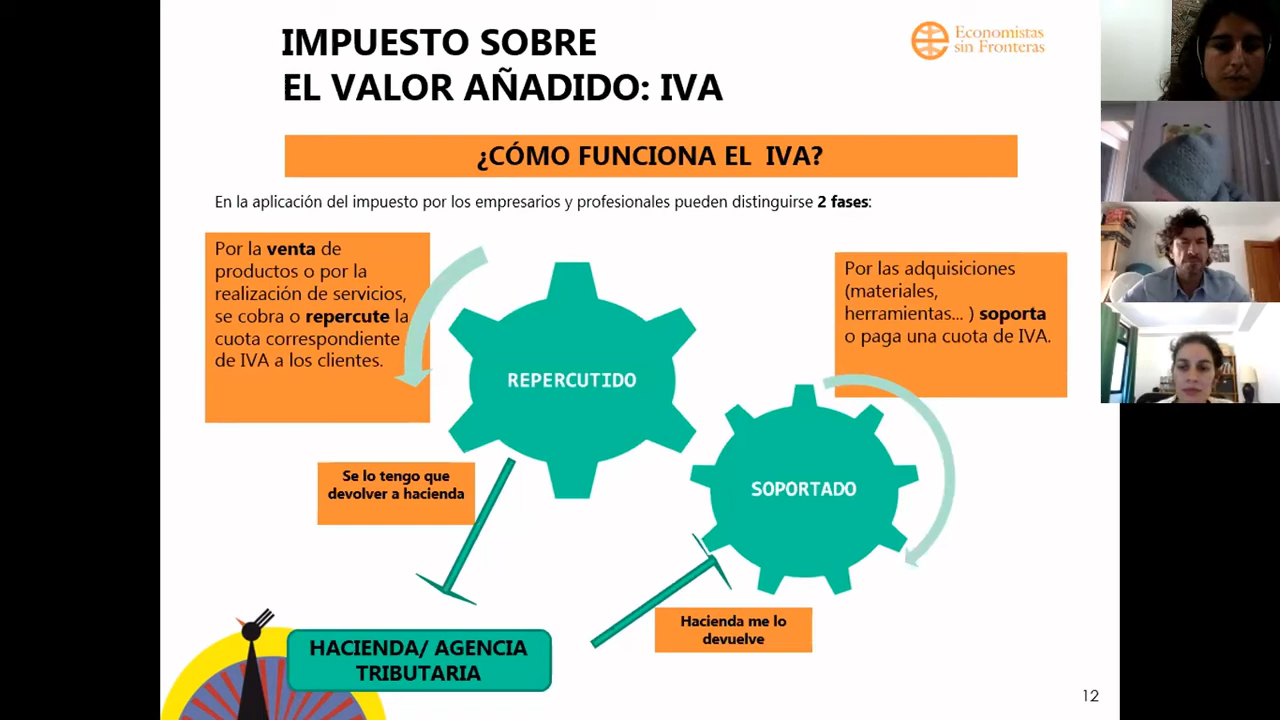 IMPUESTO SOBRE
EL VALOR AÑADIDO: IVA
Economistas
sin Fronteras
¿CÓMO FUNCIONA EL  IVA?
En la aplicación del impuesto por los empresarios y profesionales pueden distinguirse 2 fases:
Por la venta de
productos o por la
realización de servicios,
se cobra o repercute la
cuota correspondiente
de IVA a los clientes.
Por las adquisiciones
(materiales,
herramientas... ) soporta
o paga una cuota de IVA.
REPERCUTIDO
SOPORTADO
Se lo tengo que
devolver a hacienda
Hacienda me lo
devuelve
HACIENDA/ AGENCIA
TRIBUTARIA
12